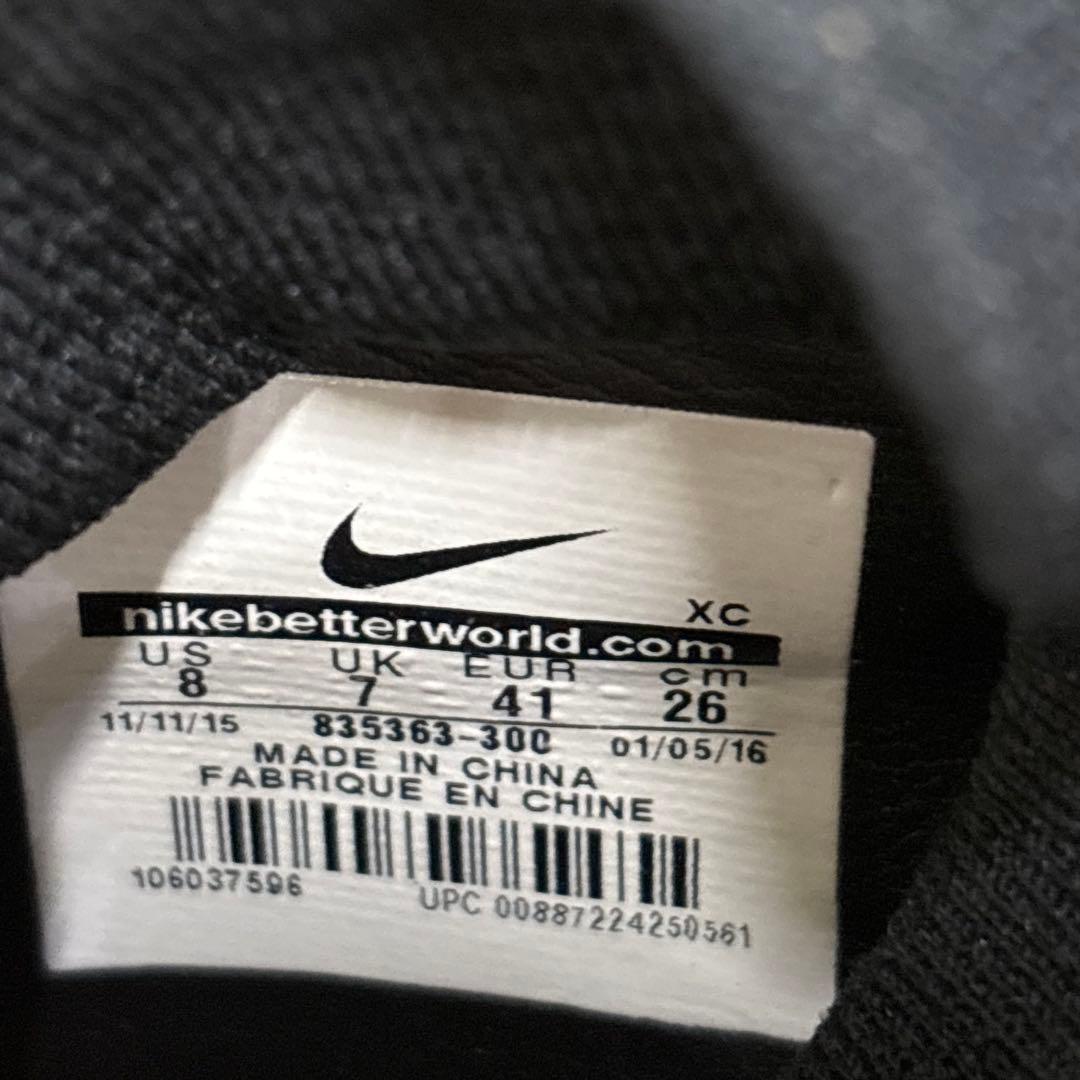 XC
nikebetterworld.com
US UK EUR cm
8 7 41 26
11/11/15 835363-300 01/05/16
MADE IN CHINA
FABRIQUE EN CHINE
106037596
UPC 00887224250561